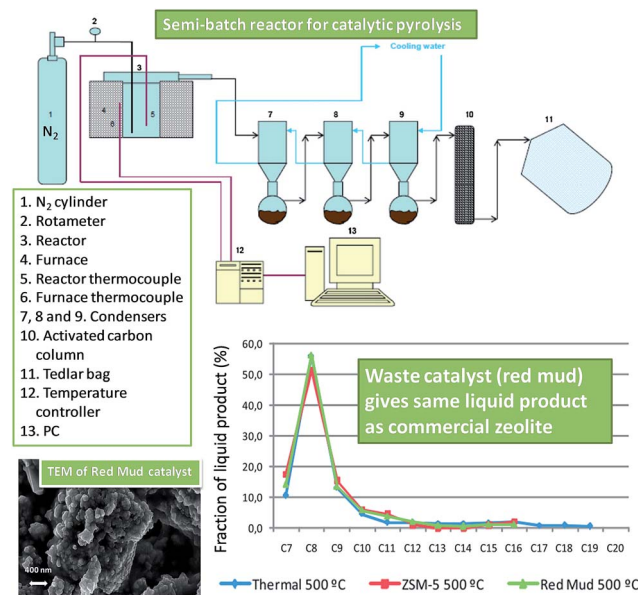 Semi-batch reactor for catalytic pyrolysis
2
Cooling water
3
1
N2
4
6
5
7
8
9
10
11
12
13
1. N2 cylinder
2. Rotameter
3. Reactor
4. Furnace
5. Reactor thermocouple
6. Furnace thermocouple
7, 8 and 9. Condensers
10. Activated carbon
column
11. Tedlar bag
12. Temperature
controller
13. PC
TEM of Red Mud catalyst
400 nm
Fraction of liquid product (%)
60,0
50,0
40,0
30,0
20,0
10,0
0,0
Waste catalyst (red mud)
gives same liquid product
as commercial zeolite
C7 C8 C9 C10 C11 C12 C13 C14 C15 C16 C17 C18 C19 C20
Thermal 500 ºC ZSM-5 500 ºC Red Mud 500 ºC